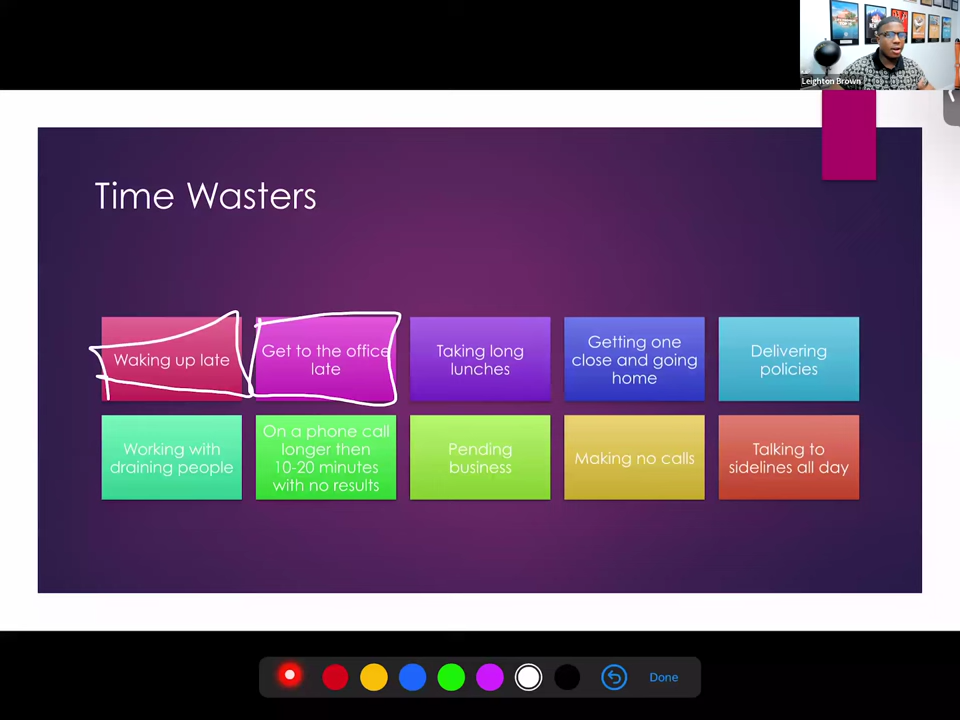 Leighton Brown
Time Wasters
Waking up late
Get to the office
late
Taking long
lunches
Getting one
close and going
home
Delivering
policies
Working with
draining people
On a phone call
longer then
10-20 minutes
with no results
Pending
business
Making no calls
Talking to
sidelines all day
Done